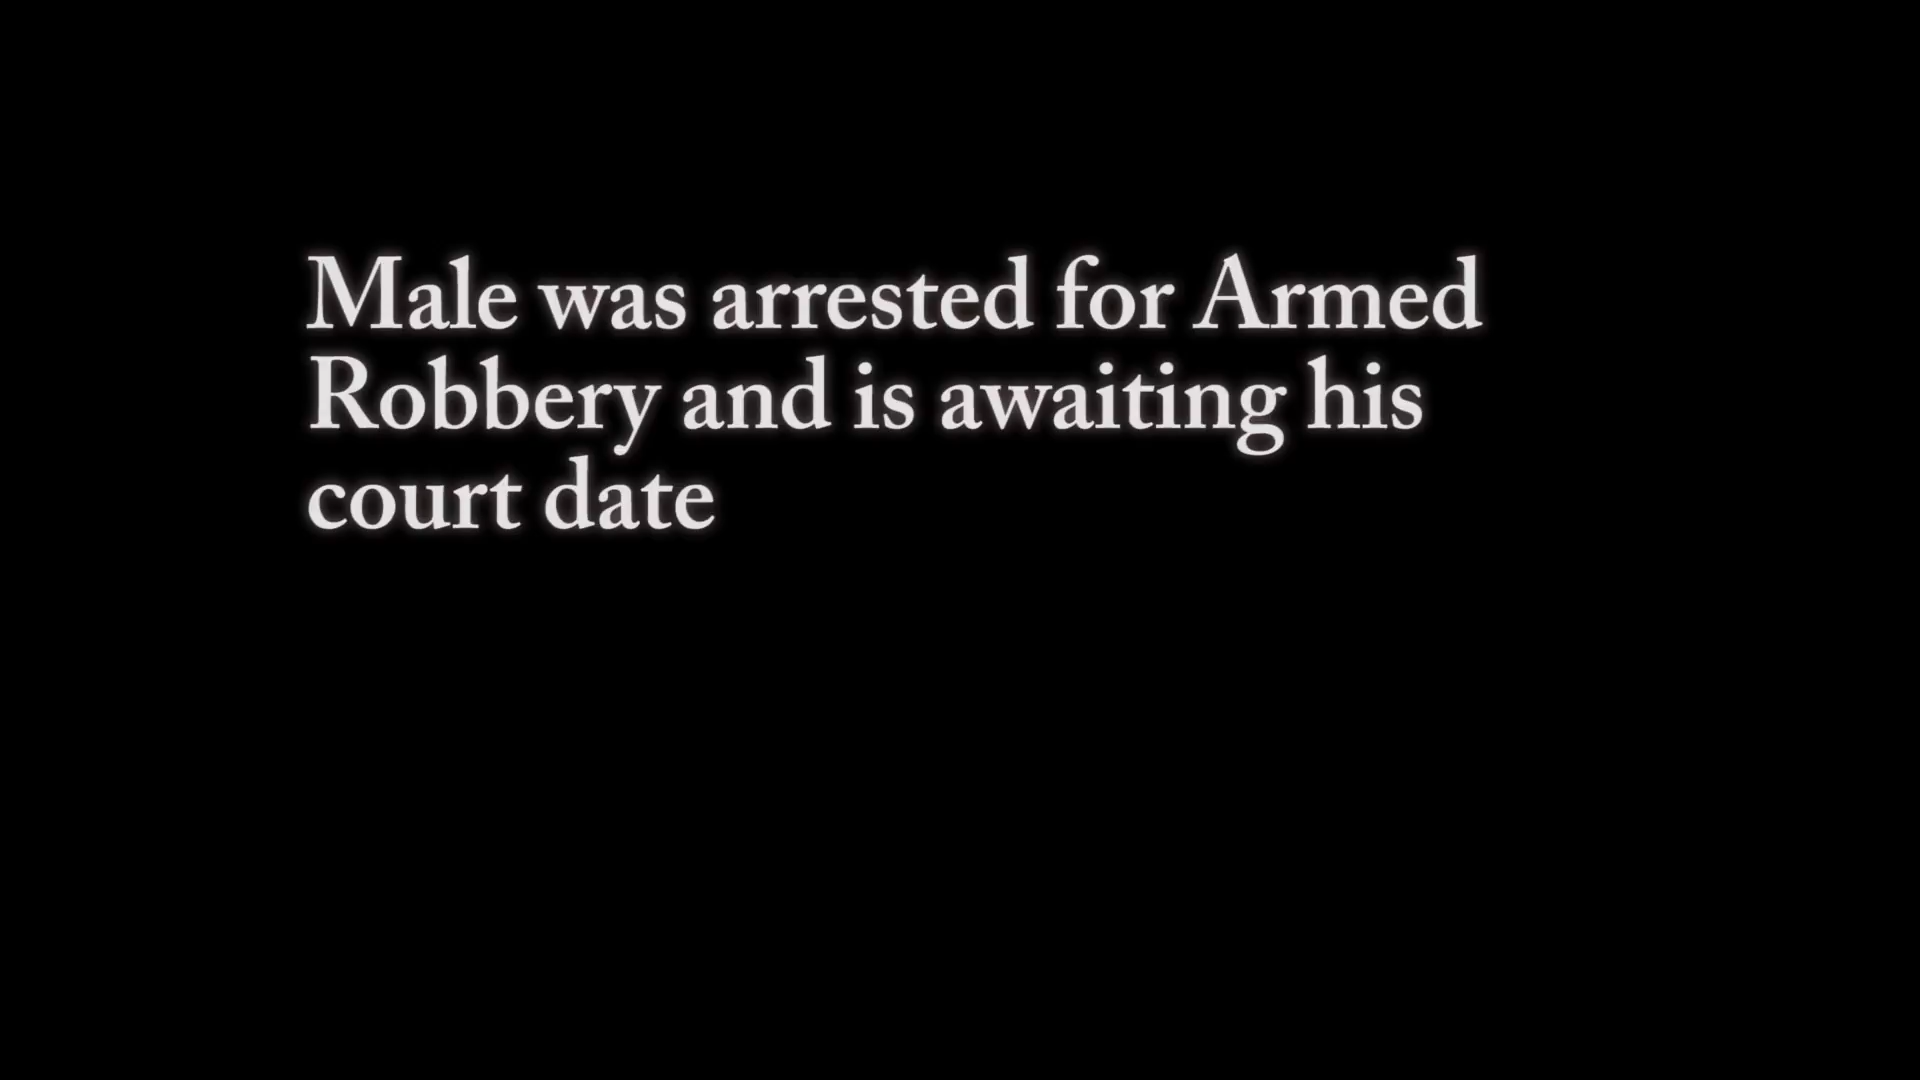 Male was arrested for Armed
Robbery and is awaiting his
court date